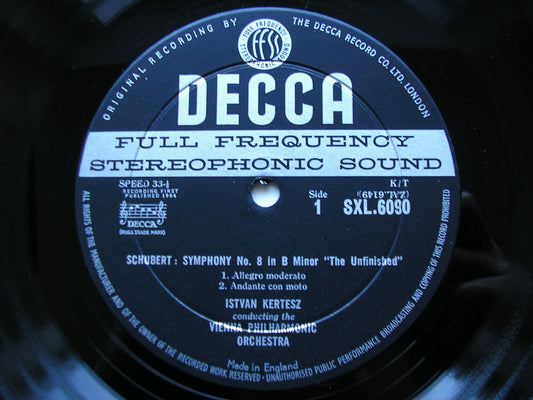 ORIGINAL RECORDING BY THE DECCA RECORD CO. LTD. LONDON
FULL FREQUENCY STEREOPHONIC SOUND
FFSS
DECCA
FULL FREQUENCY
STEREOPHONIC SOUND
SPEED 33⅓
RECORDING FIRST
PUBLISHED 1964
DECCA
(REGD. TRADE MARK)
K/T
(ZAL.6149)
Side
1
SXL.6090
SCHUBERT: SYMPHONY No. 8 in B Minor "The Unfinished"
1. Allegro moderato
2. Andante con moto
ISTVAN KERTESZ
conducting the
VIENNA PHILHARMONIC
ORCHESTRA
Made in England
ALL RIGHTS OF THE MANUFACTURER AND OF THE OWNER OF THE RECORDED WORK RESERVED · UNAUTHORISED PUBLIC PERFORMANCE BROADCASTING AND COPYING OF THIS RECORD PROHIBITED